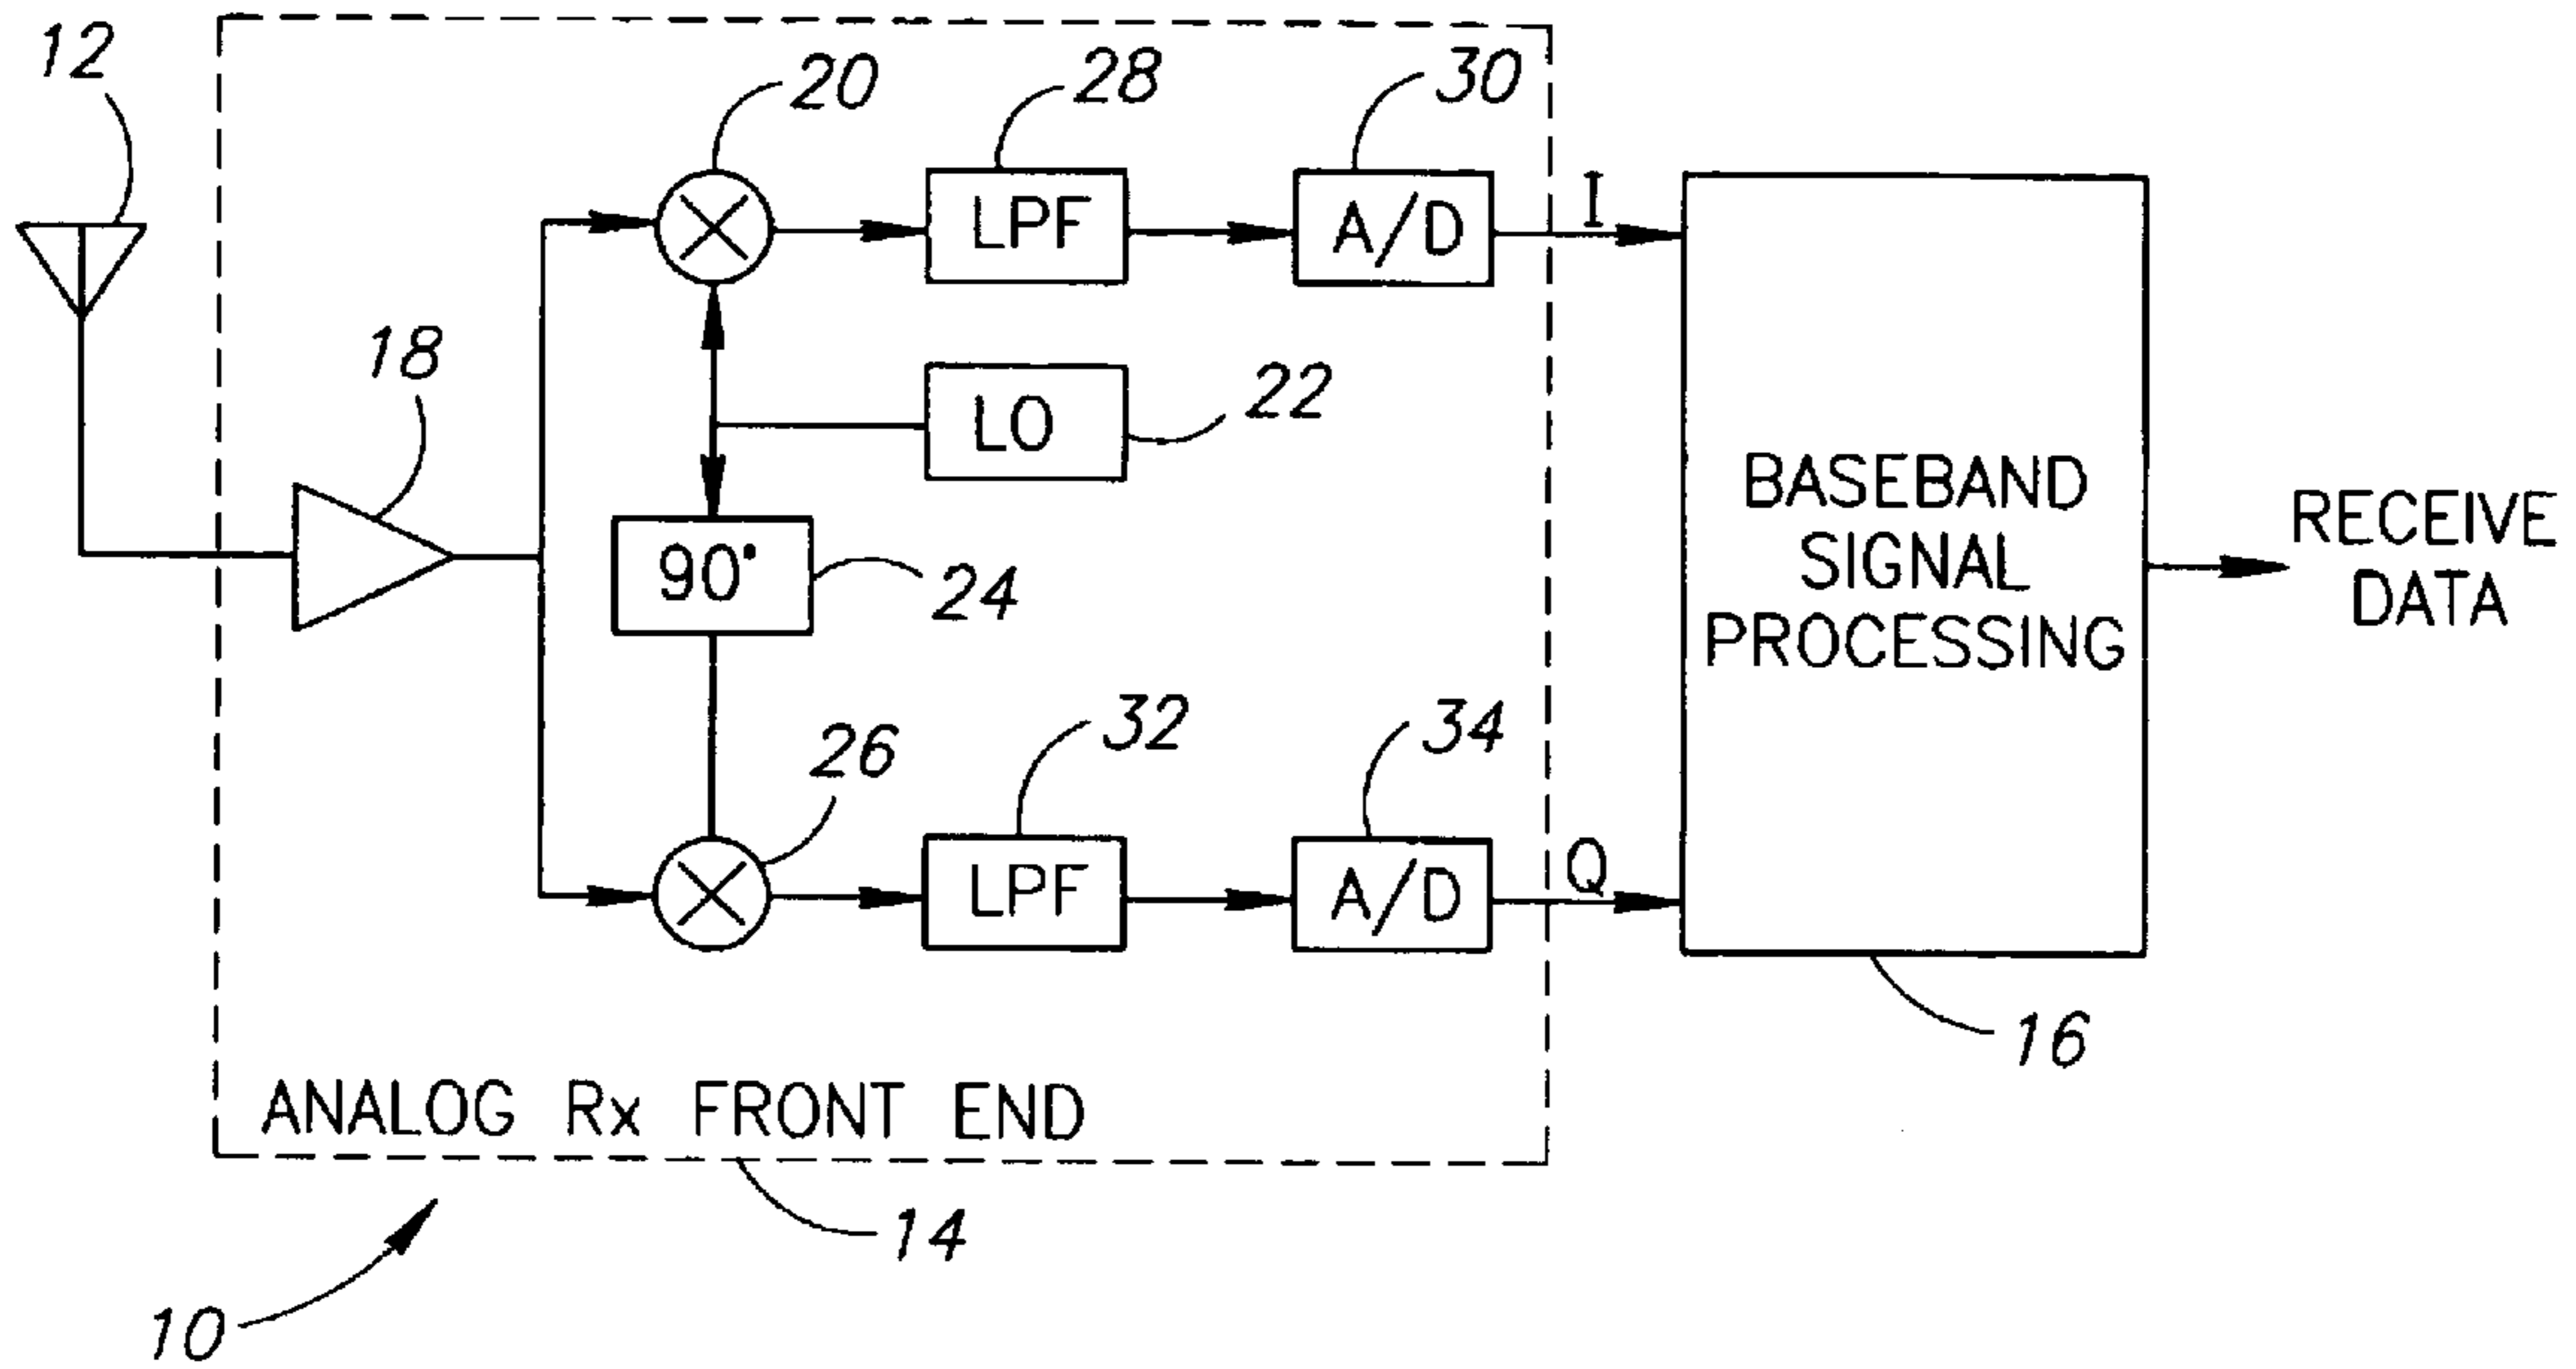 12
20
28
30
LPF
A/D
I
18
LO
22
90°
24
BASEBAND
SIGNAL
PROCESSING
RECEIVE
DATA
26
32
34
LPF
A/D
Q
16
ANALOG Rx FRONT END
14
10